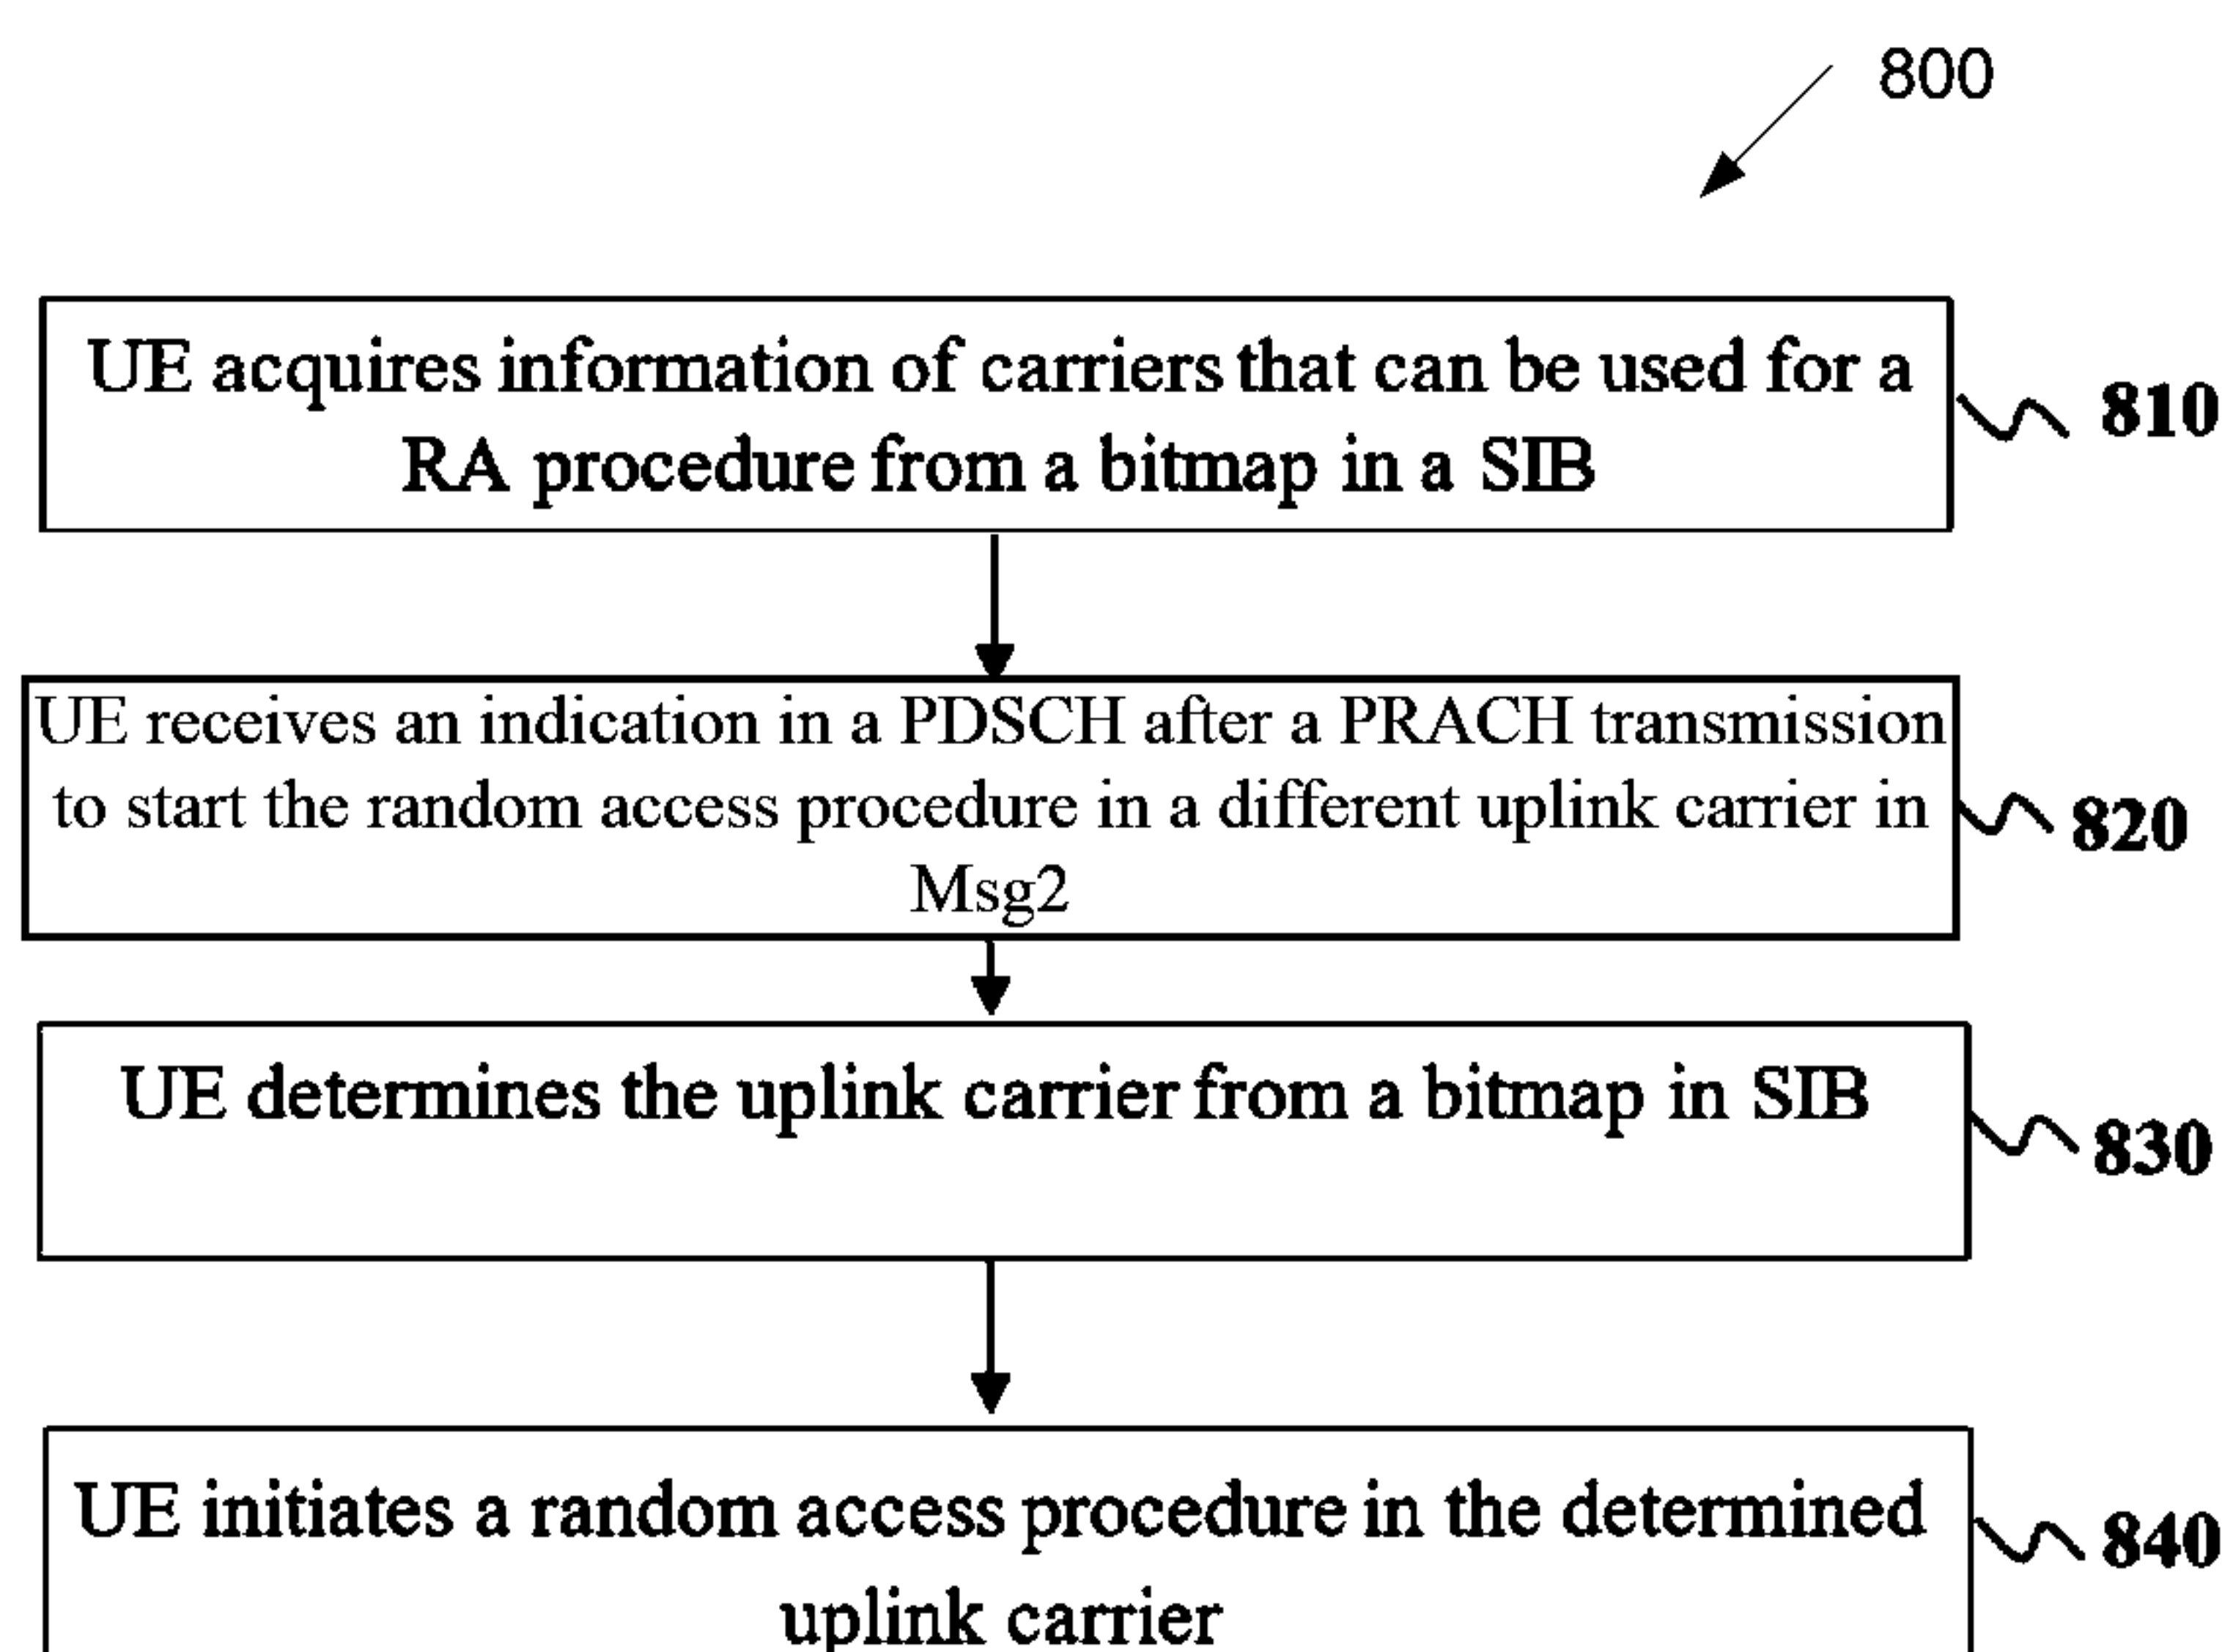 800
UE acquires information of carriers that can be used for a
RA procedure from a bitmap in a SIB
810
UE receives an indication in a PDSCH after a PRACH transmission
to start the random access procedure in a different uplink carrier in
Msg2
820
UE determines the uplink carrier from a bitmap in SIB
830
UE initiates a random access procedure in the determined
uplink carrier
840